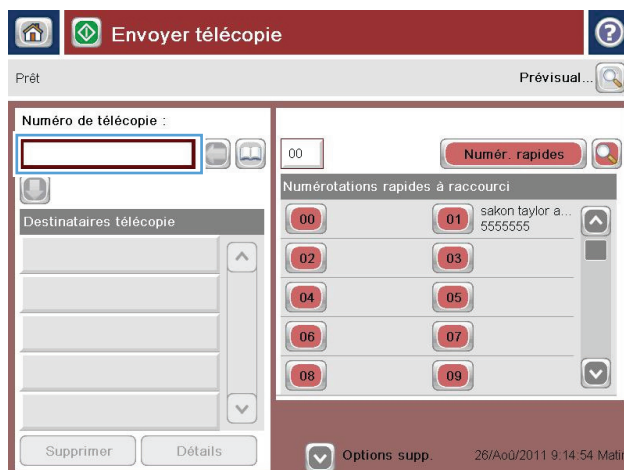 Envoyer télécopie
Prêt
Prévisual...
Numéro de télécopie :
00
Numér. rapides
Numérotations rapides à raccourci
Destinataires télécopie
00
01
sakon taylor a...
5555555
02
03
04
05
06
07
08
09
Supprimer
Détails
Options supp.
26/Aoû/2011 9:14:54 Matin